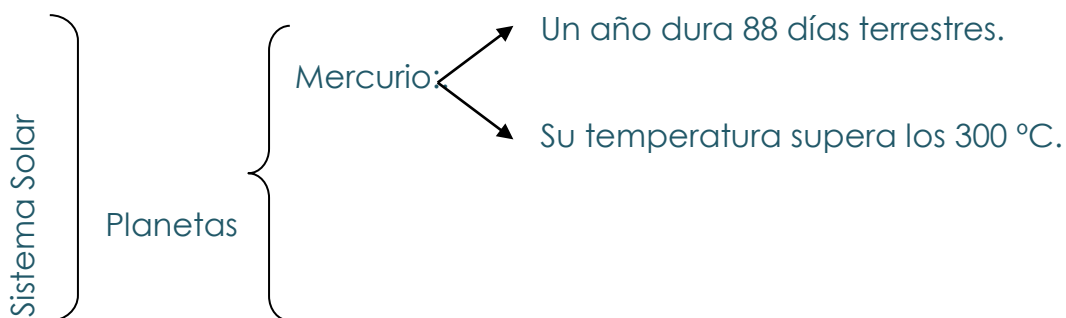 Sistema Solar
Planetas
Mercurio:.
Un año dura 88 días terrestres.
Su temperatura supera los 300 ºC.